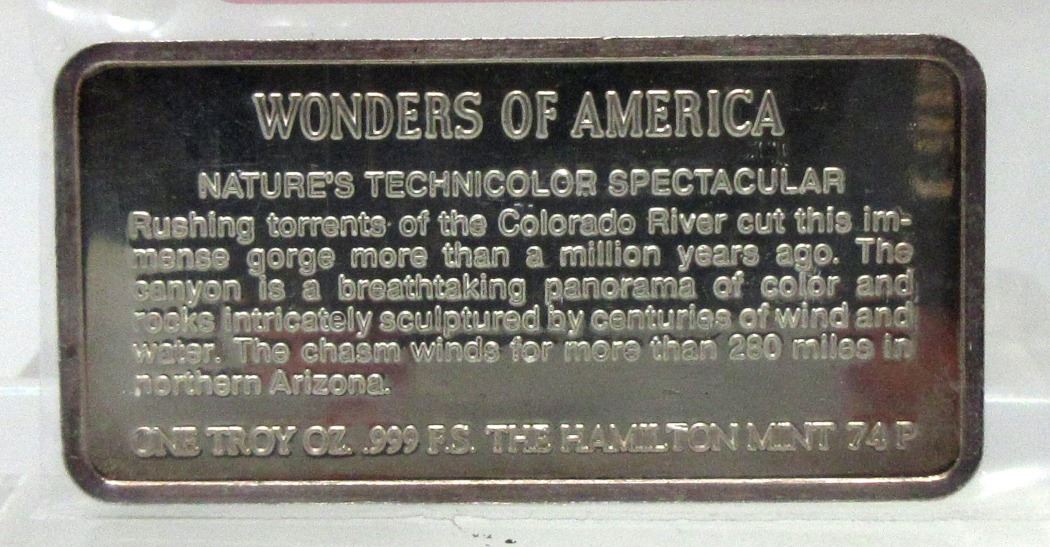 WONDERS OF AMERICA
NATURE'S TECHNICOLOR SPECTACULAR
Rushing torrents of the Colorado River cut this im-
mense gorge more than a million years ago. The
canyon is a breathtaking panorama of color and
rocks intricately sculptured by centuries of wind and
water. The chasm winds for more than 280 miles in
northern Arizona.
ONE TROY OZ. .999 F.S. THE HAMILTON MINT 74 P